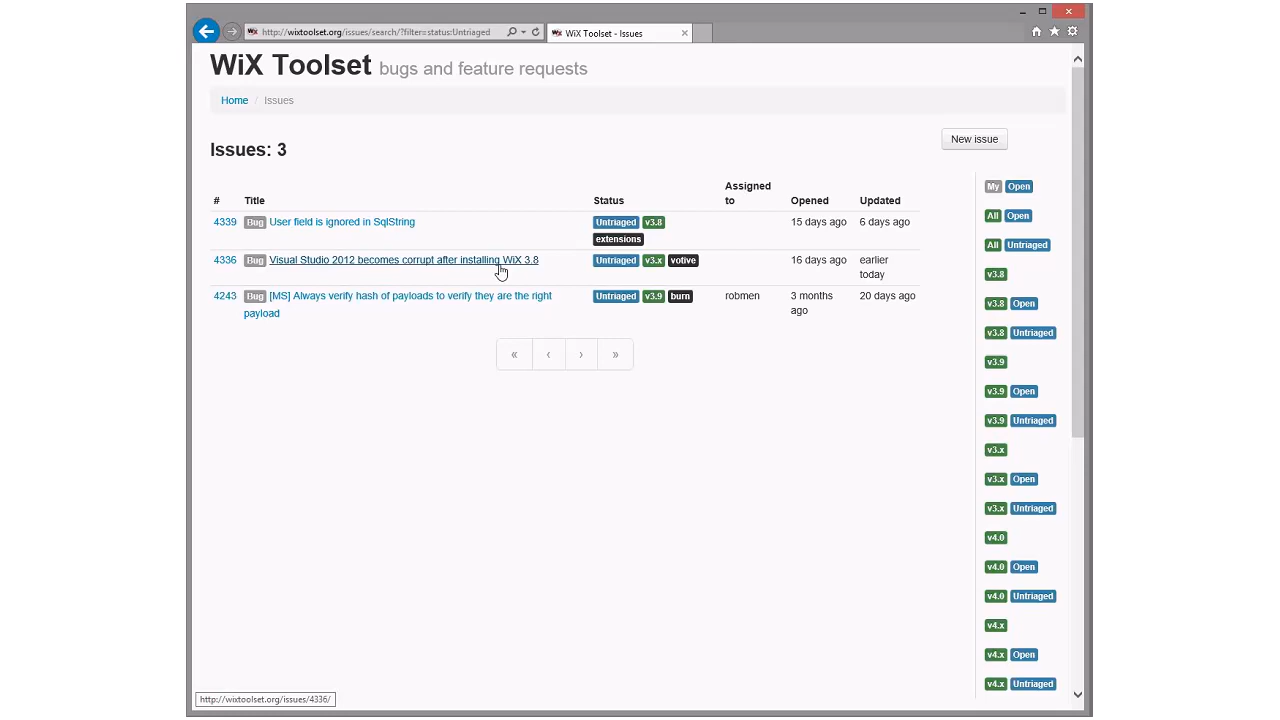 http://wixtoolset.org/issues/search/?filter=status:Untriaged
WiX Toolset - Issues
WiX Toolset bugs and feature requests
Home / Issues
Issues: 3
New issue
# Title Status Assigned to Opened Updated
4339 Bug User field is ignored in SqlString Untriaged v3.8 15 days ago 6 days ago
extensions
4336 Bug Visual Studio 2012 becomes corrupt after installing WiX 3.8 Untriaged v3.x votive 16 days ago earlier
today
4243 Bug [MS] Always verify hash of payloads to verify they are the right Untriaged v3.9 burn robmen 3 months 20 days ago
payload ago
« ‹ › »
My Open
All Open
All Untriaged
v3.8
v3.8 Open
v3.8 Untriaged
v3.9
v3.9 Open
v3.9 Untriaged
v3.x
v3.x Open
v3.x Untriaged
v4.0
v4.0 Open
v4.0 Untriaged
v4.x
v4.x Open
v4.x Untriaged
http://wixtoolset.org/issues/4336/